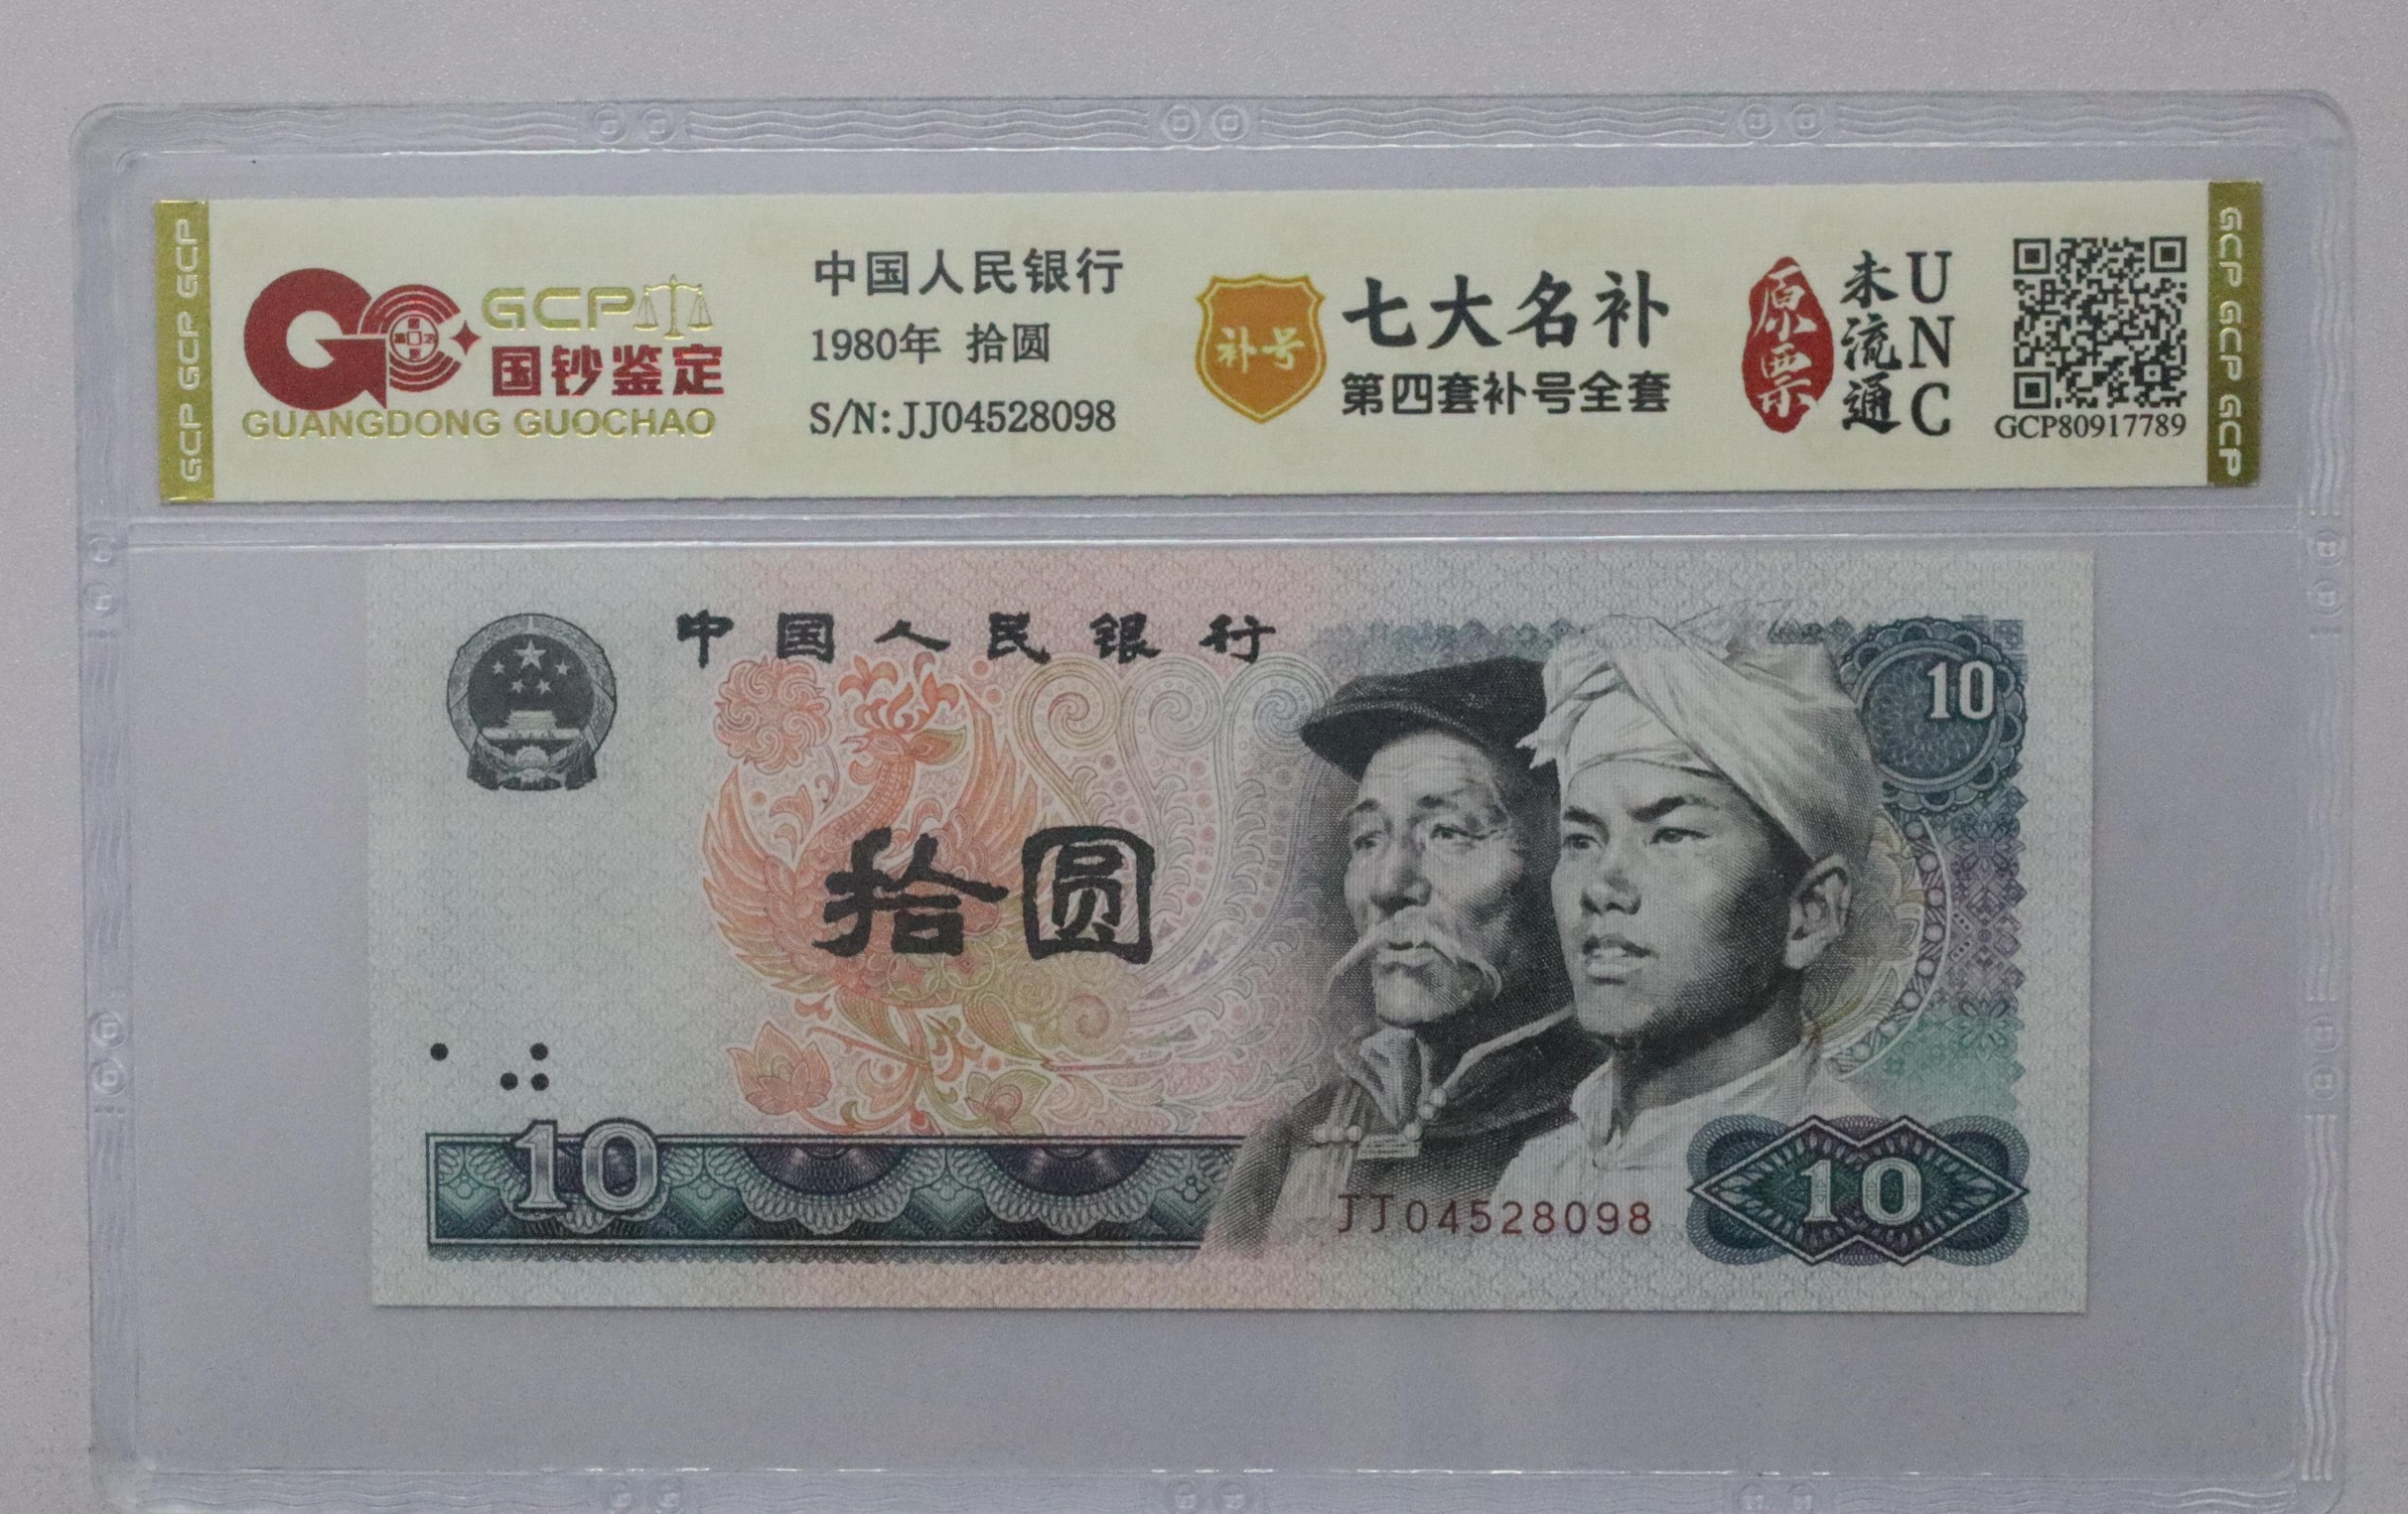 GCP GCP GCP
GCP
国钞鉴定
GUANGDONG GUOCHAO
中国人民银行
1980年 拾圆
S/N: JJ04528098
补号
七大名补
第四套补号全套
原票
未流通
UNC
GCP80917789
GCP GCP GCP
中国人民银行
10
拾圆
10
JJ04528098
10